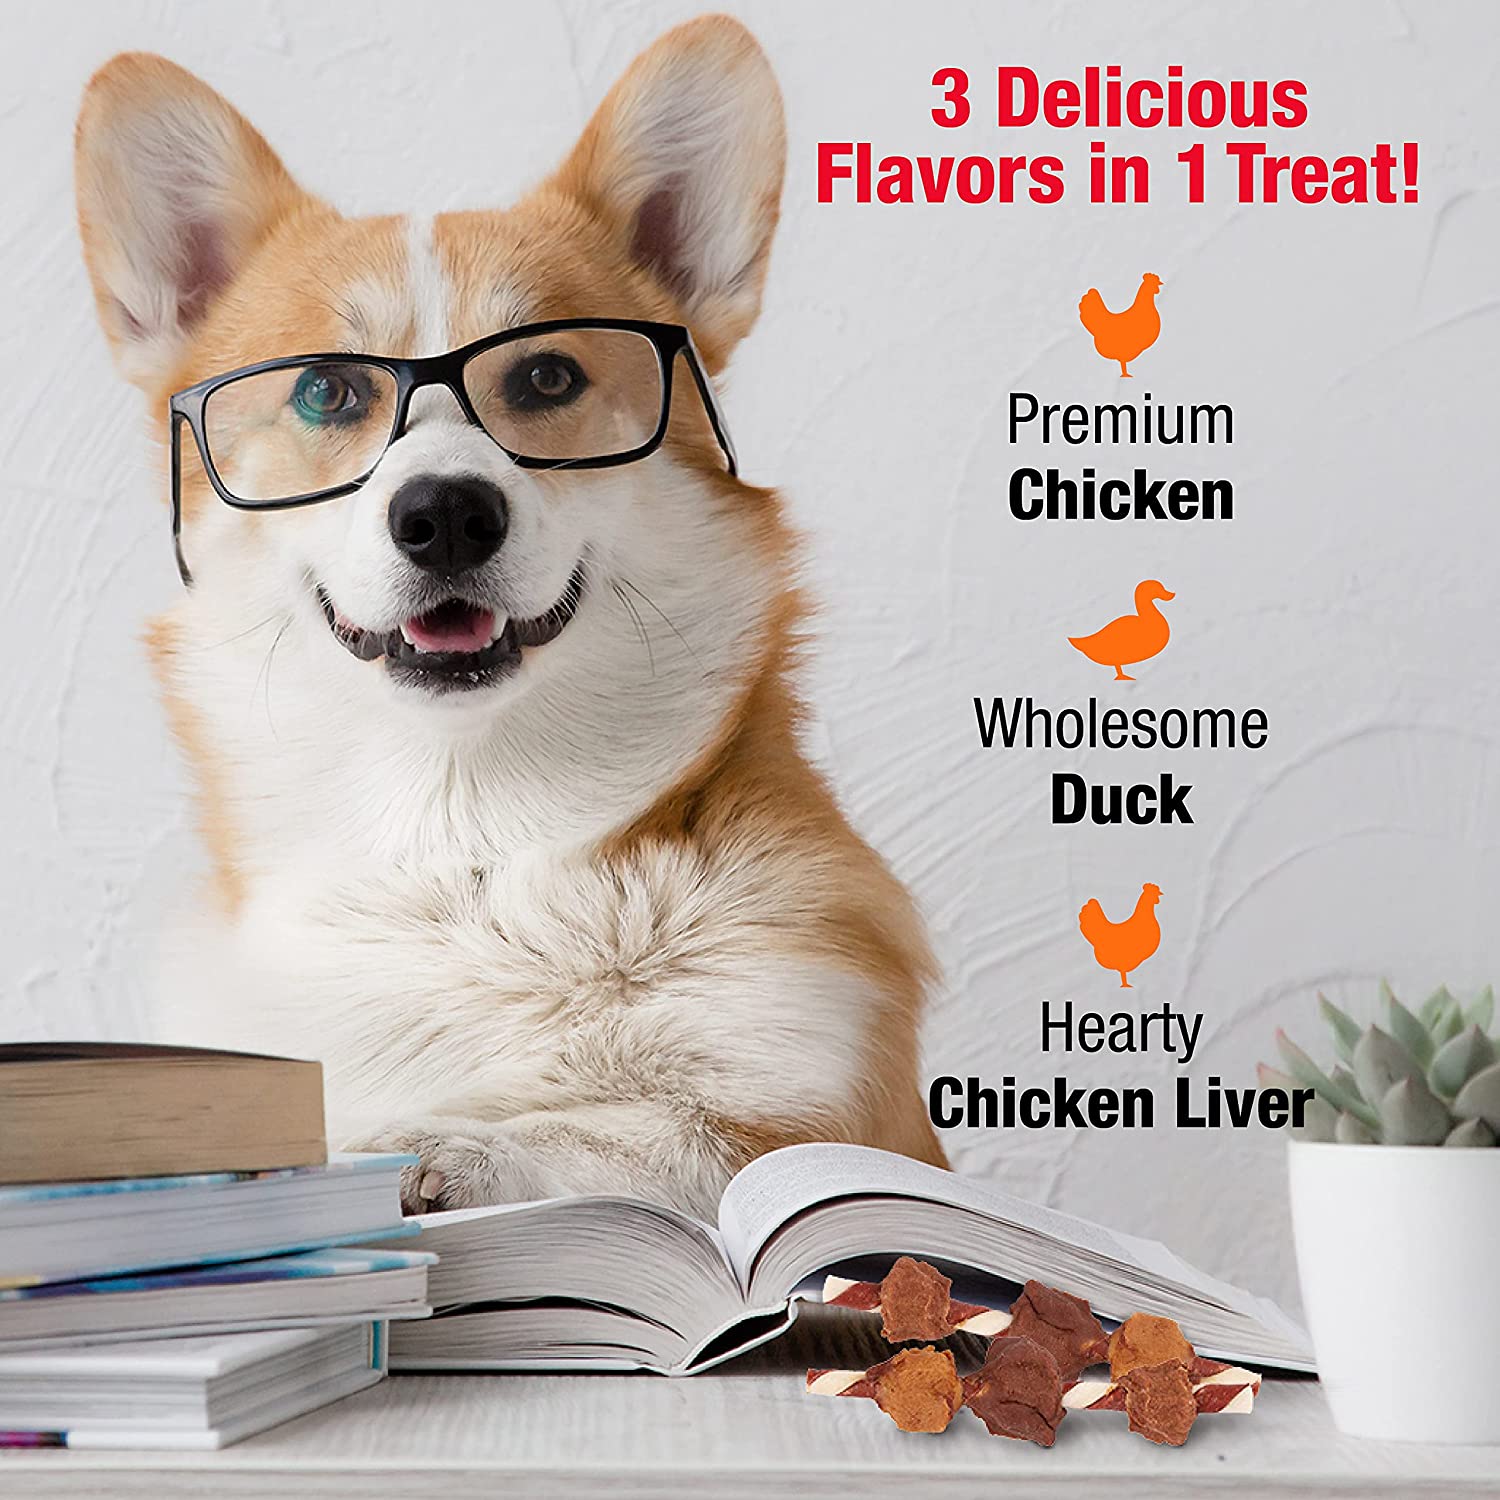 3 Delicious
Flavors in 1 Treat!
Premium
Chicken
Wholesome
Duck
Hearty
Chicken Liver